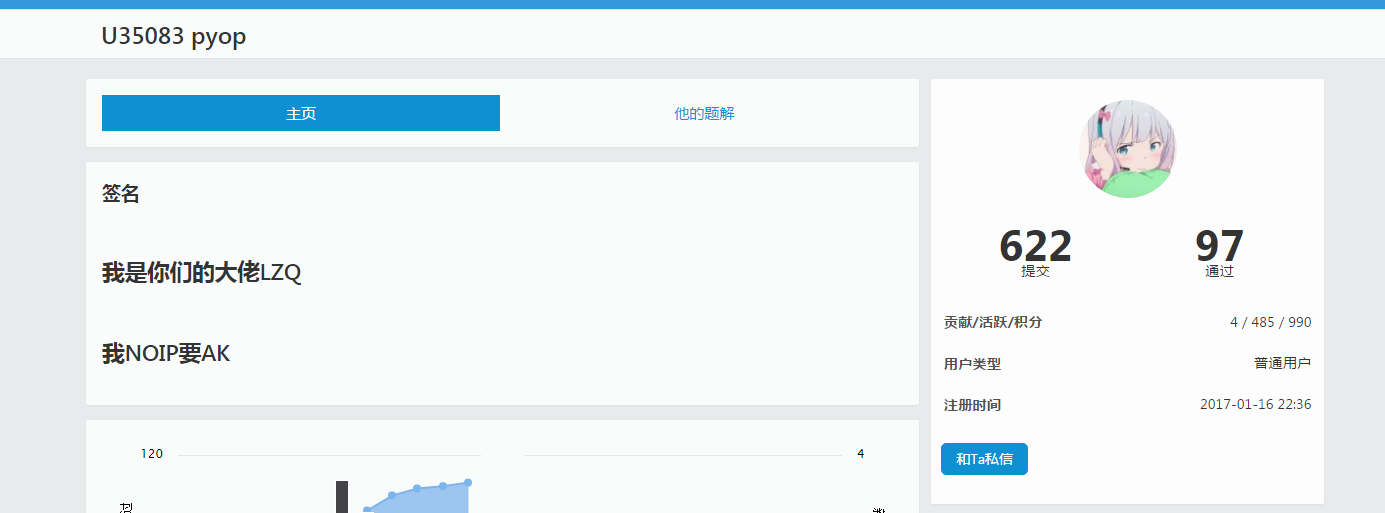 U35083 pyop
主页
他的题解
签名
我是你们的大佬LZQ
我NOIP要AK
120
4
622
97
提交
通过
贡献/活跃/积分
4 / 485 / 990
用户类型
普通用户
注册时间
2017-01-16 22:36
和Ta私信